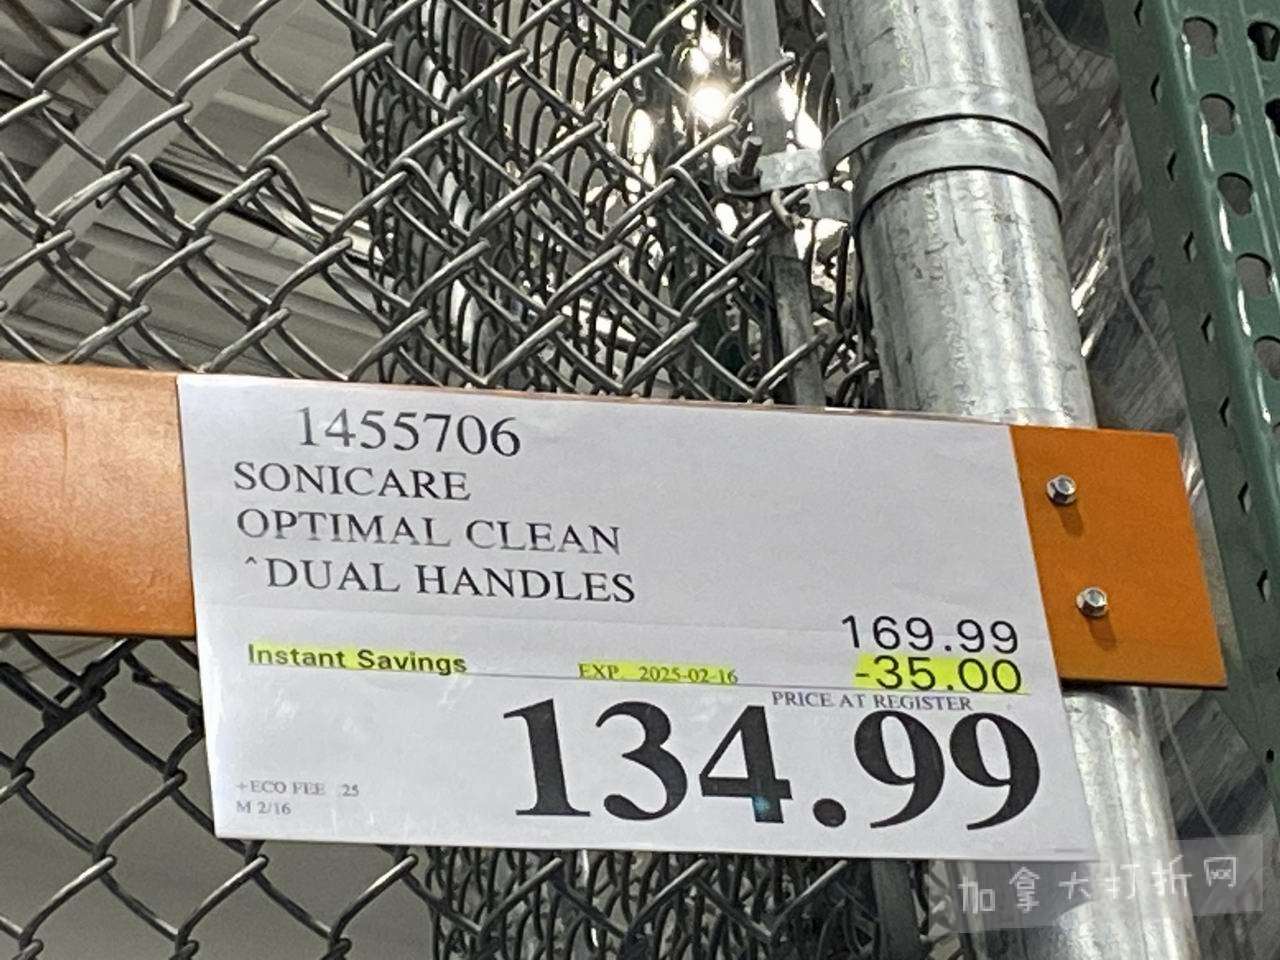 1455706
SONICARE
OPTIMAL CLEAN
^DUAL HANDLES
169.99
Instant Savings EXP. 2025-02-16 -35.00
PRICE AT REGISTER
134.99
+ECO FEE .25
M 2/16
加拿大打折网